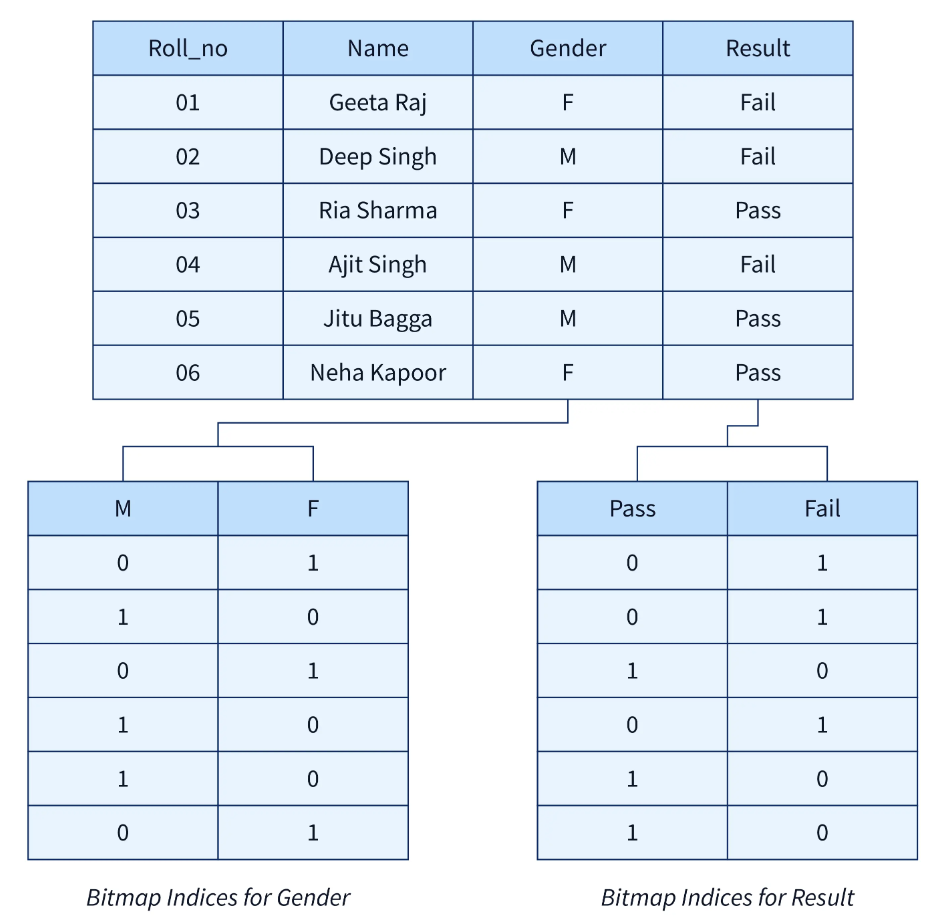 Roll_no Name Gender Result
01 Geeta Raj F Fail
02 Deep Singh M Fail
03 Ria Sharma F Pass
04 Ajit Singh M Fail
05 Jitu Bagga M Pass
06 Neha Kapoor F Pass
M F
0 1
1 0
0 1
1 0
1 0
0 1
Bitmap Indices for Gender
Pass Fail
0 1
0 1
1 0
0 1
1 0
1 0
Bitmap Indices for Result